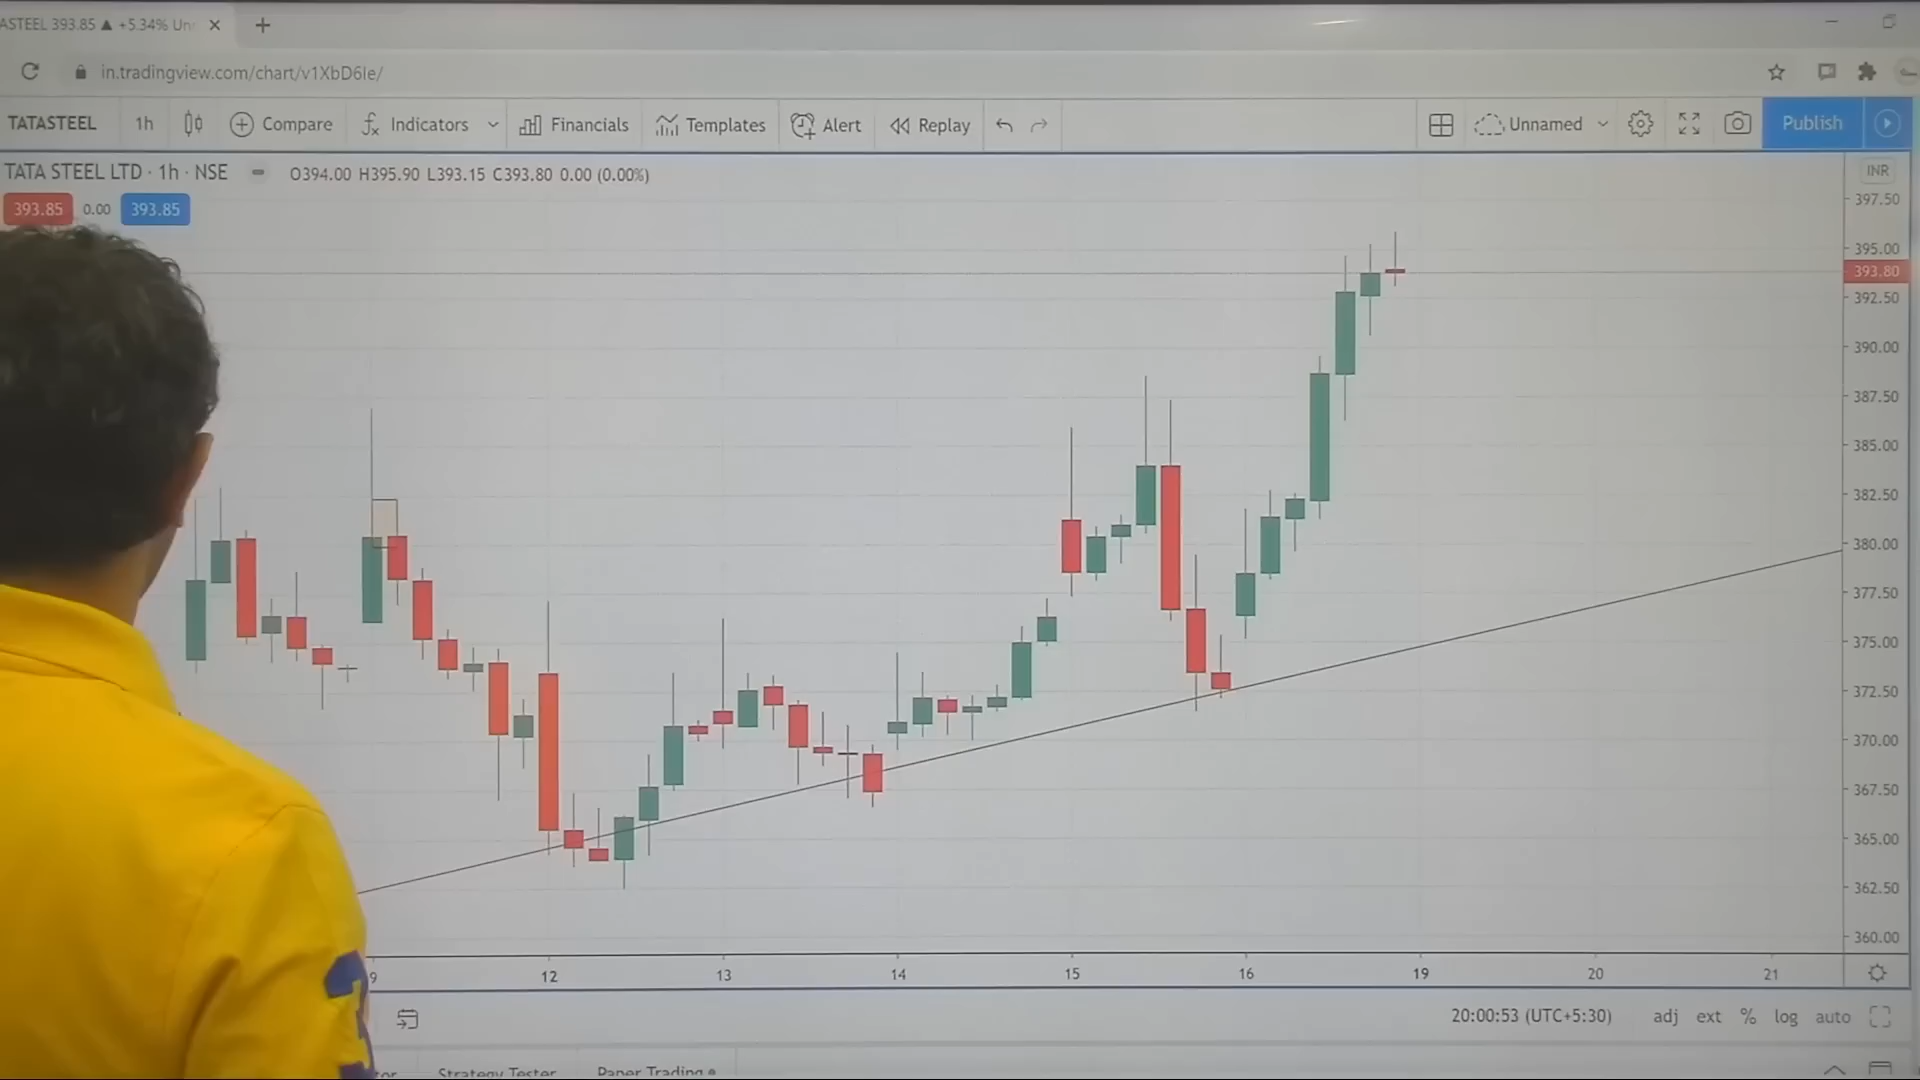 ASTEEL 393.85 ▲ +5.34% Un
in.tradingview.com/chart/v1XbD6Ie/
TATASTEEL 1h Compare Indicators Financials Templates Alert Replay Unnamed Publish
TATA STEEL LTD · 1h · NSE O394.00 H395.90 L393.15 C393.80 0.00 (0.00%)
INR
393.85 0.00 393.85
397.50
395.00
393.80
392.50
390.00
387.50
385.00
382.50
380.00
377.50
375.00
372.50
370.00
367.50
365.00
362.50
360.00
9 12 13 14 15 16 19 20 21
20:00:53 (UTC+5:30) adj ext % log auto
tor Strategy Tester Paper Trading